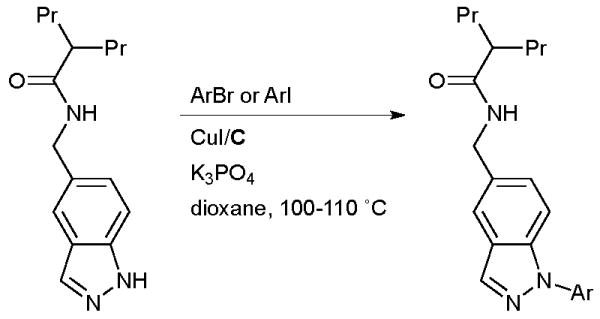 Pr
Pr
O
NH
NH
N
ArBr or ArI
CuI/C
K₃PO₄
dioxane, 100-110 °C
Pr
Pr
O
NH
N
N
Ar